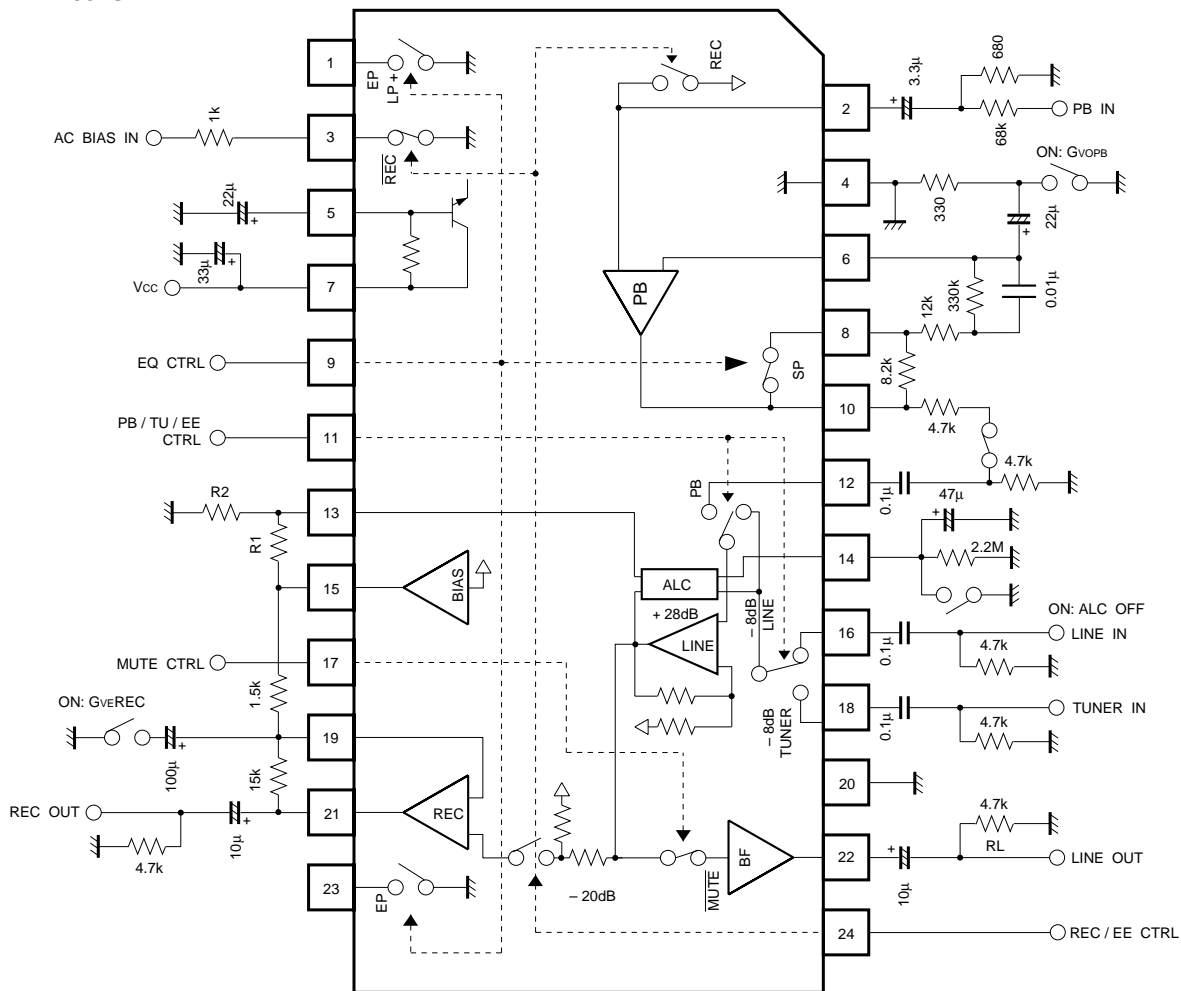 1
EP
LP +
REC
2
3.3µ
680
68k
PB IN
AC BIAS IN
1k
3
REC
4
330
ON: GVOPB
22µ
22µ
5
33µ
VCC
7
PB
6
330k
0.01µ
12k
8
8.2k
SP
EQ CTRL
9
10
4.7k
PB / TU / EE
CTRL
11
PB
12
0.1µ
4.7k
R2
13
R1
47µ
2.2M
14
ALC
15
BIAS
+ 28dB
– 8dB
LINE
LINE
ON: ALC OFF
16
0.1µ
4.7k
LINE IN
MUTE CTRL
17
1.5k
18
0.1µ
4.7k
TUNER IN
– 8dB
TUNER
ON: GVEREC
100µ
19
15k
20
REC OUT
4.7k
10µ
21
REC
4.7k
RL
BF
22
10µ
LINE OUT
MUTE
– 20dB
23
EP
24
REC / EE CTRL